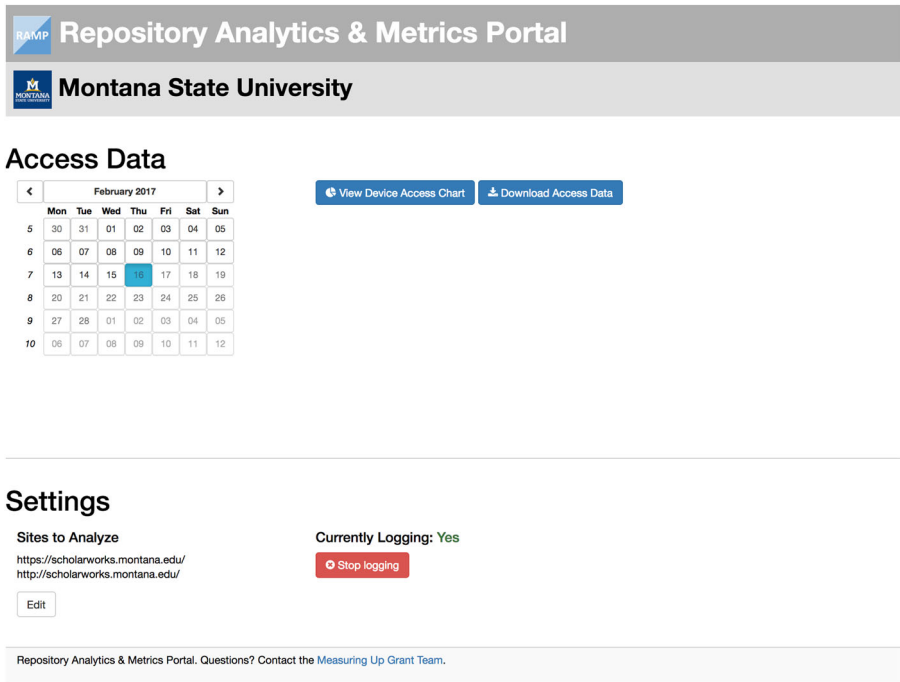 RAMP Repository Analytics & Metrics Portal
M
MONTANA
STATE UNIVERSITY
Montana State University
Access Data
February 2017
Mon Tue Wed Thu Fri Sat Sun
5 30 31 01 02 03 04 05
6 06 07 08 09 10 11 12
7 13 14 15 16 17 18 19
8 20 21 22 23 24 25 26
9 27 28 01 02 03 04 05
10 06 07 08 09 10 11 12
View Device Access Chart Download Access Data
Settings
Sites to Analyze
https://scholarworks.montana.edu/
http://scholarworks.montana.edu/
Edit
Currently Logging: Yes
Stop logging
Repository Analytics & Metrics Portal. Questions? Contact the Measuring Up Grant Team.